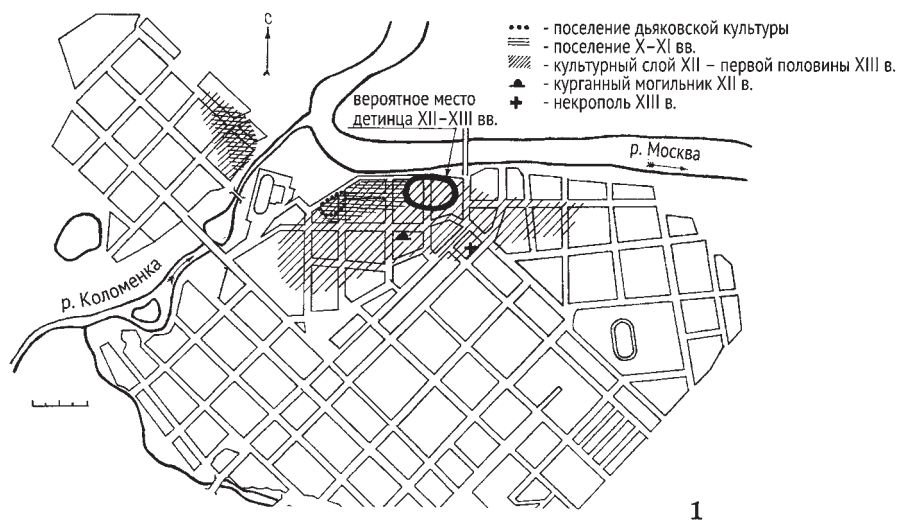 С
- поселение дьяковской культуры
- поселение X–XI вв.
- культурный слой XII – первой половины XIII в.
- курганный могильник XII в.
- некрополь XIII в.
вероятное место
детинца XII–XIII вв.
р. Москва
р. Коломенка
1